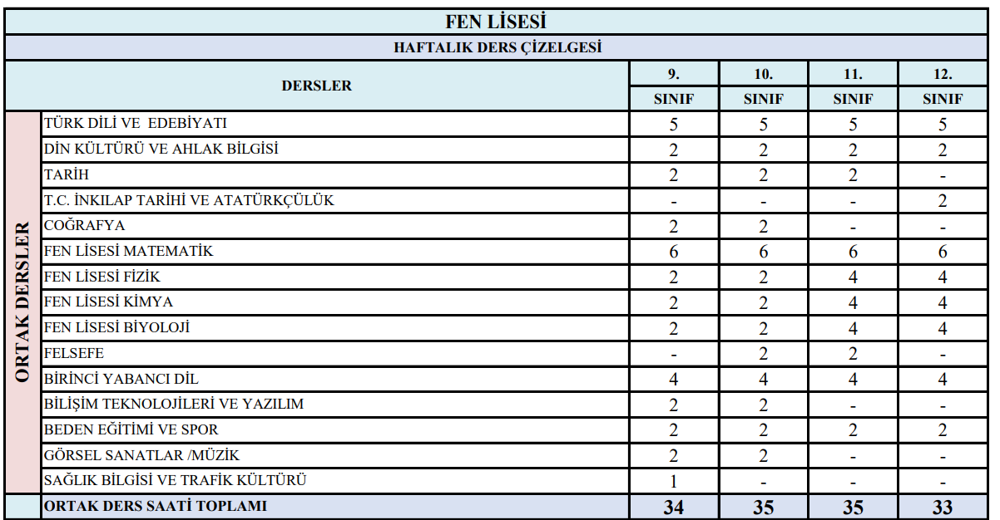 FEN LİSESİ
HAFTALIK DERS ÇİZELGESİ
DERSLER 9. SINIF 10. SINIF 11. SINIF 12. SINIF
ORTAK DERSLER
TÜRK DİLİ VE EDEBİYATI 5 5 5 5
DİN KÜLTÜRÜ VE AHLAK BİLGİSİ 2 2 2 2
TARİH 2 2 2 -
T.C. İNKILAP TARİHİ VE ATATÜRKÇÜLÜK - - - 2
COĞRAFYA 2 2 - -
FEN LİSESİ MATEMATİK 6 6 6 6
FEN LİSESİ FİZİK 2 2 4 4
FEN LİSESİ KİMYA 2 2 4 4
FEN LİSESİ BİYOLOJİ 2 2 4 4
FELSEFE - 2 2 -
BİRİNCİ YABANCI DİL 4 4 4 4
BİLİŞİM TEKNOLOJİLERİ VE YAZILIM 2 2 - -
BEDEN EĞİTİMİ VE SPOR 2 2 2 2
GÖRSEL SANATLAR /MÜZİK 2 2 - -
SAĞLIK BİLGİSİ VE TRAFİK KÜLTÜRÜ 1 - - -
ORTAK DERS SAATİ TOPLAMI 34 35 35 33